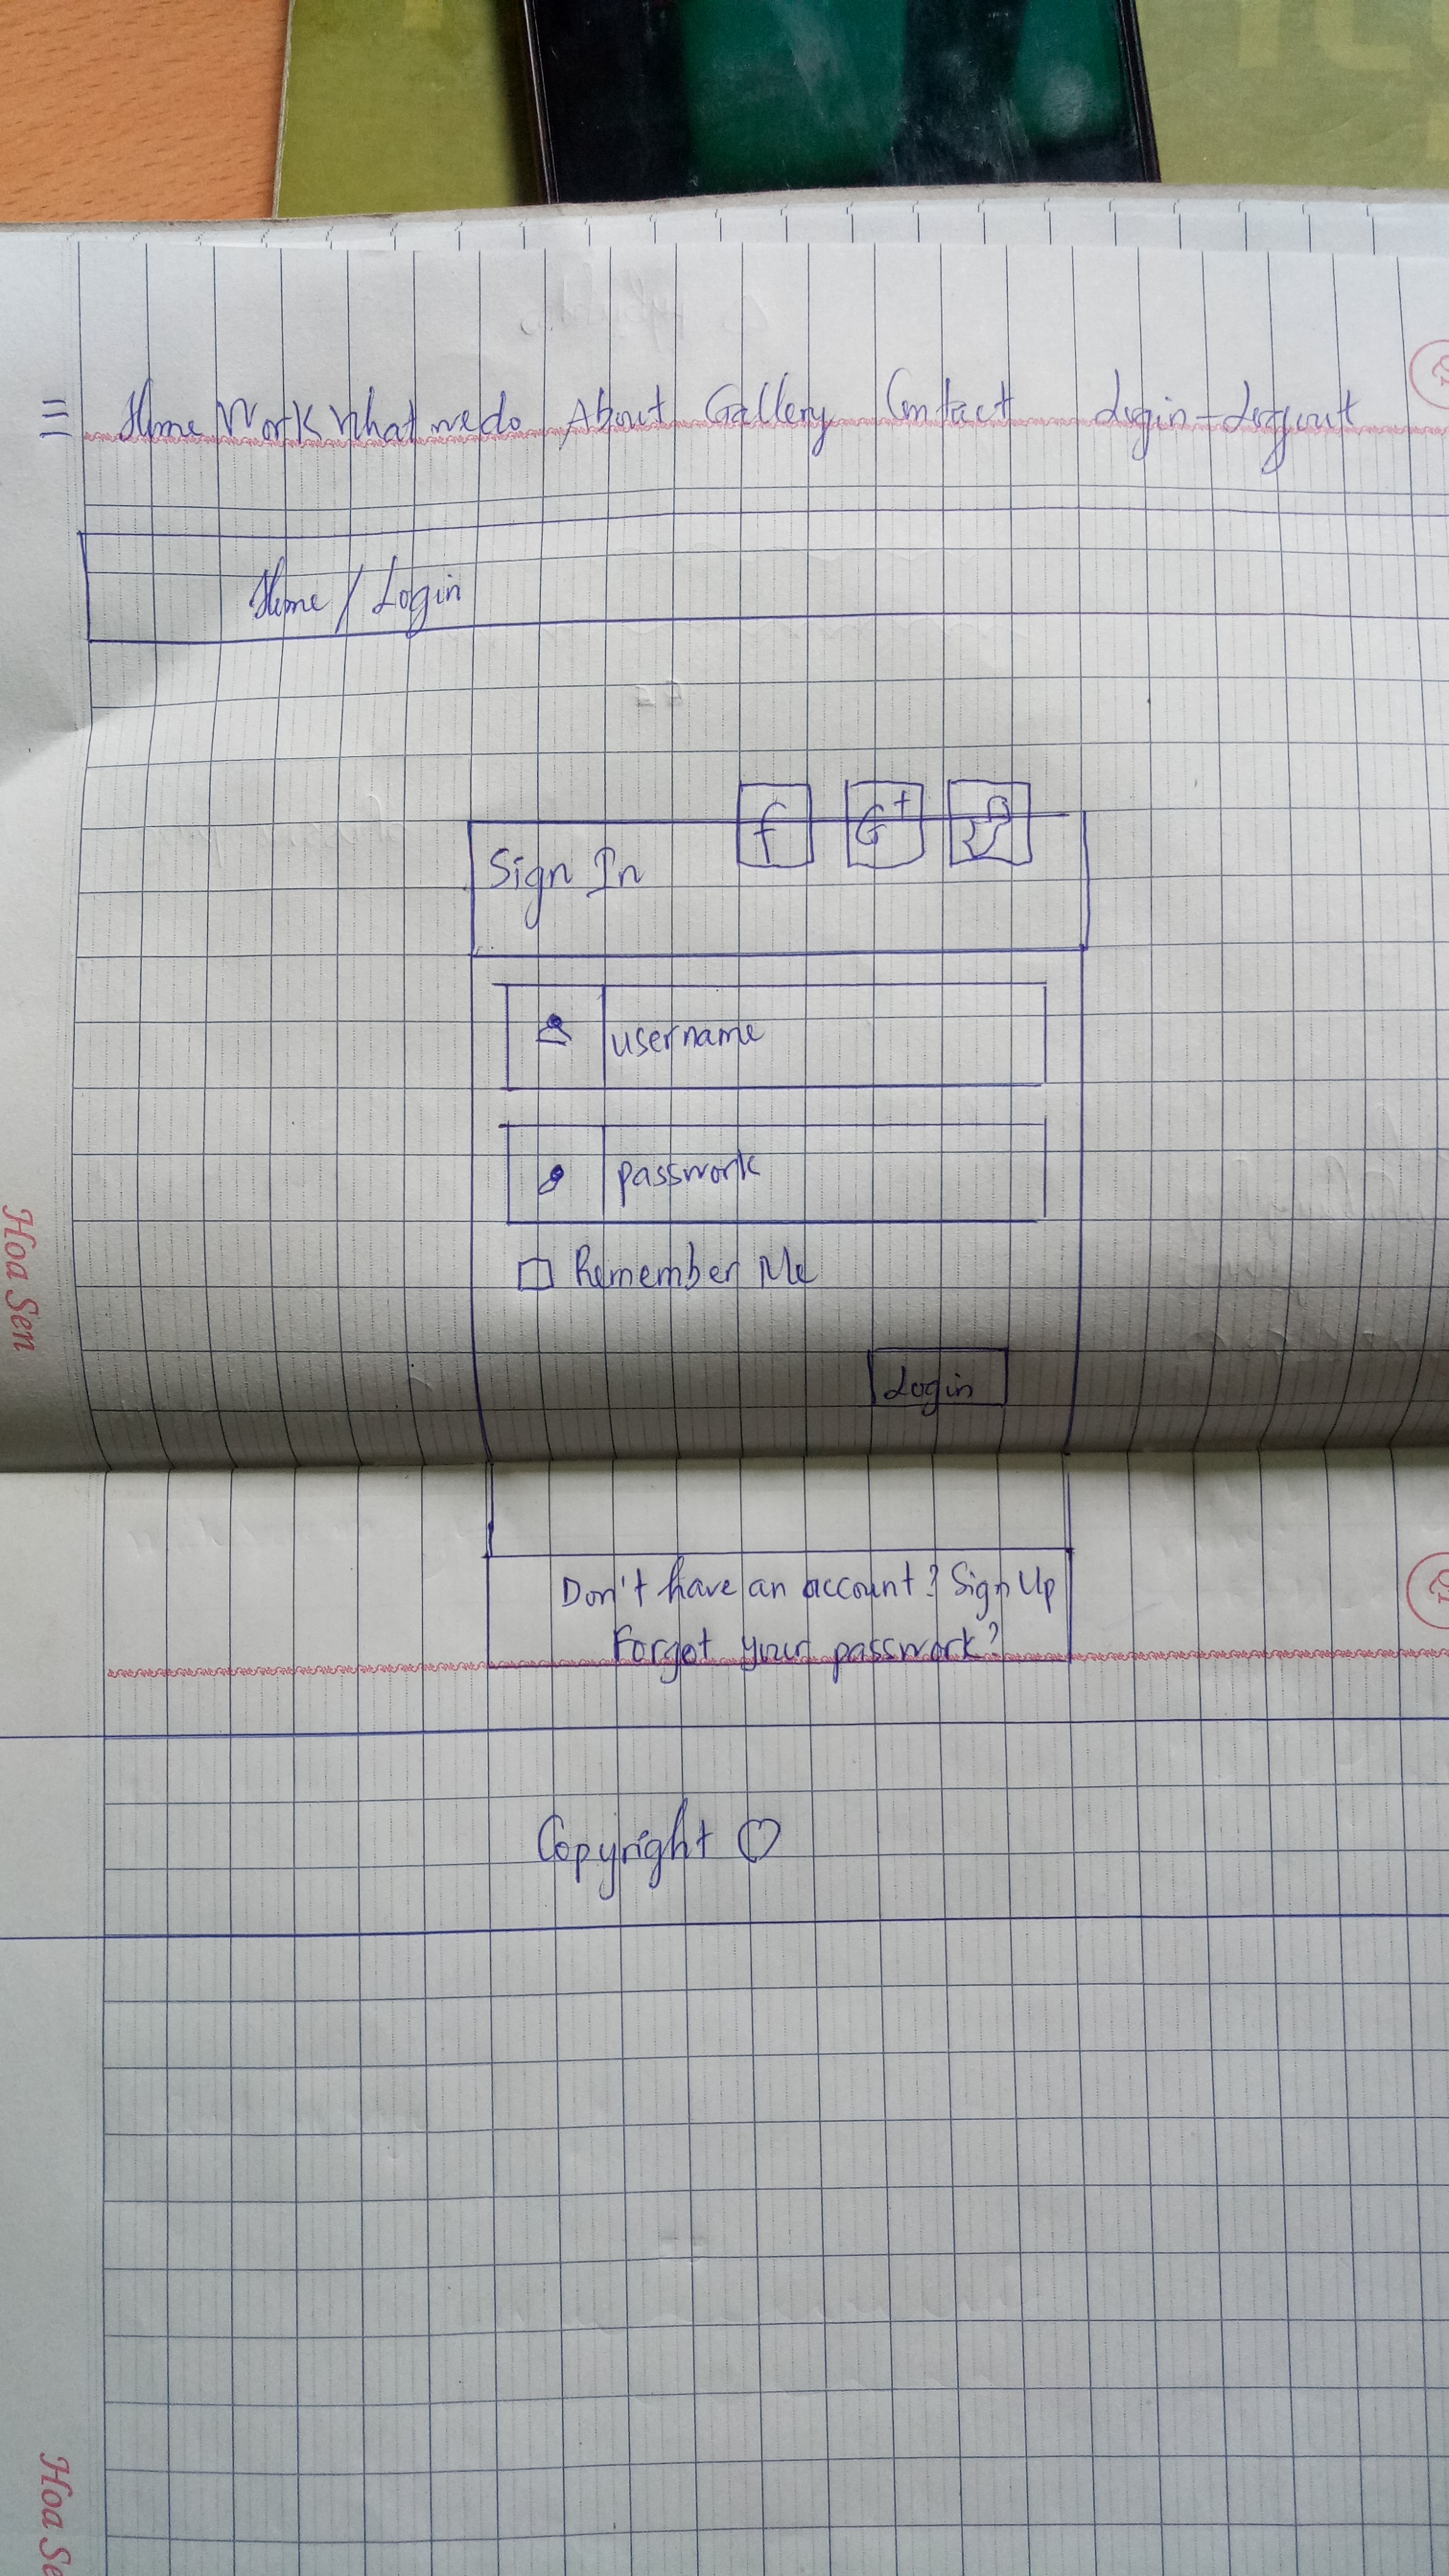 Home Work What we do About Gallery Contact Login - Logout
Home / Login
f G+
Sign In
username
passwork
Remember Me
Login
Don't have an account? Sign Up
Forgot your passwork?
Copyright ♡
Hoa Sen
Hoa Se